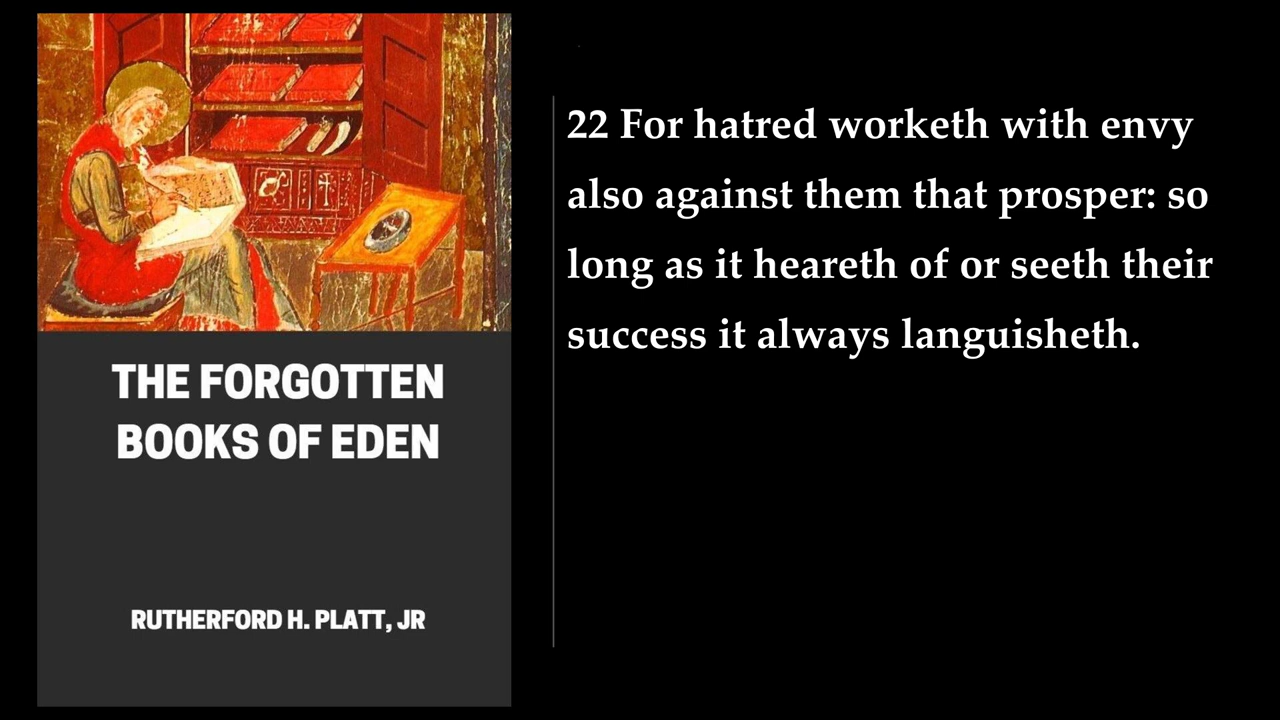 THE FORGOTTEN
BOOKS OF EDEN
RUTHERFORD H. PLATT, JR
22 For hatred worketh with envy
also against them that prosper: so
long as it heareth of or seeth their
success it always languisheth.